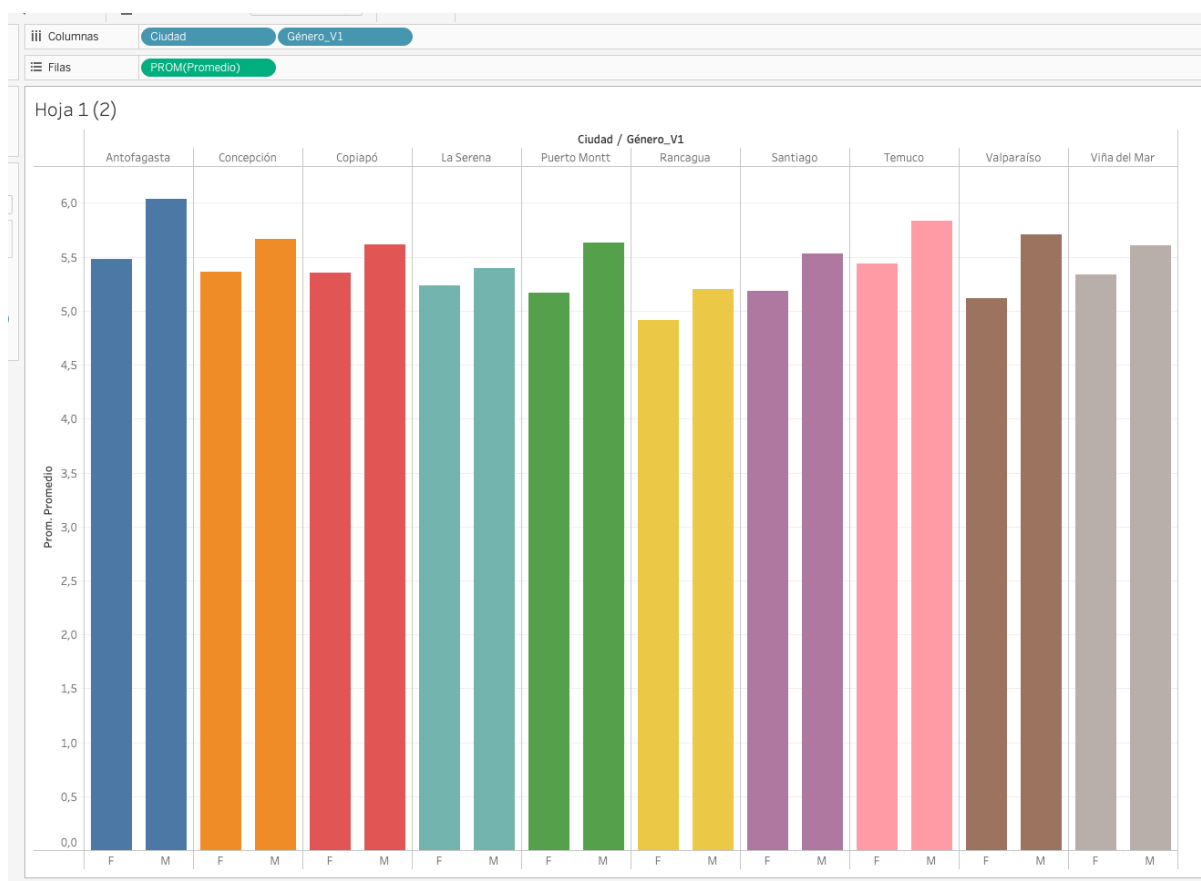 iii Columnas Ciudad Género_V1
Filas PROM(Promedio)
Hoja 1 (2)
Ciudad / Género_V1
Antofagasta Concepción Copiapó La Serena Puerto Montt Rancagua Santiago Temuco Valparaíso Viña del Mar
6,0
5,5
5,0
4,5
4,0
3,5
3,0
2,5
2,0
1,5
1,0
0,5
0,0
Prom. Promedio
F M F M F M F M F M F M F M F M F M F M